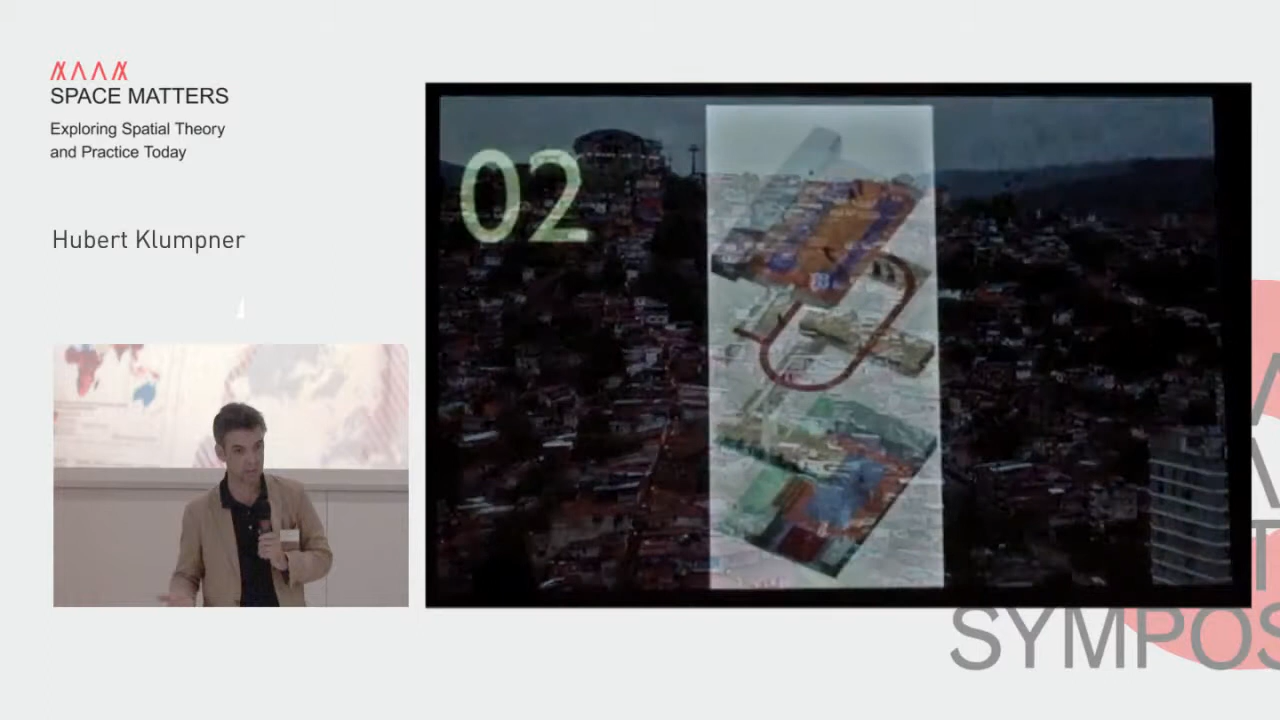 SPACE MATTERS
Exploring Spatial Theory
and Practice Today
Hubert Klumpner
02
SYMPOS